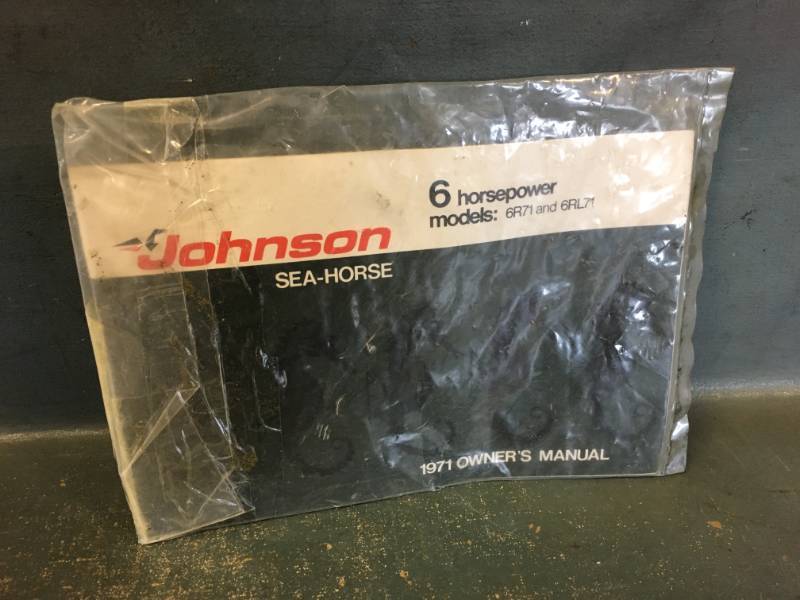 6 horsepower
models: 6R71 and 6RL71
Johnson
SEA-HORSE
1971 OWNER'S MANUAL